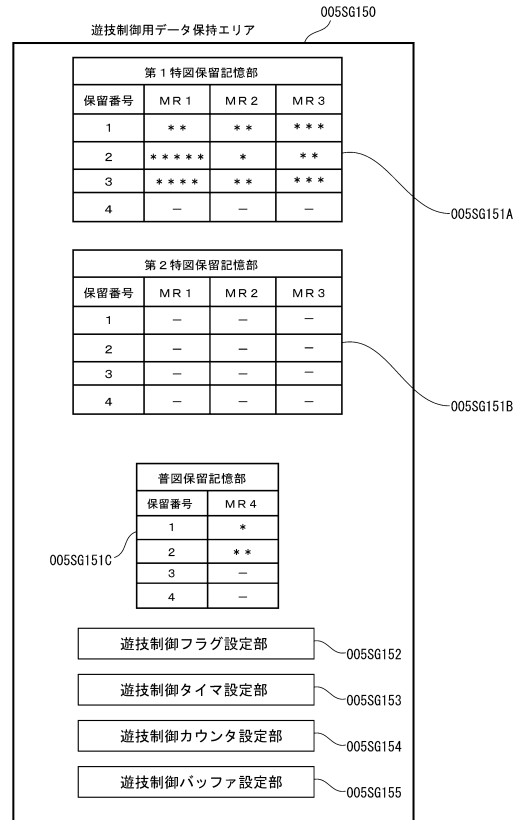 005SG150
遊技制御用データ保持エリア
第1特図保留記憶部
保留番号 MR1 MR2 MR3
1 ** ** ***
2 ***** * **
3 **** ** ***
4 − − −
005SG151A
第2特図保留記憶部
保留番号 MR1 MR2 MR3
1 − − −
2 − − −
3 − − −
4 − − −
005SG151B
普図保留記憶部
保留番号 MR4
1 *
2 **
3 −
4 −
005SG151C
遊技制御フラグ設定部
005SG152
遊技制御タイマ設定部
005SG153
遊技制御カウンタ設定部
005SG154
遊技制御バッファ設定部
005SG155